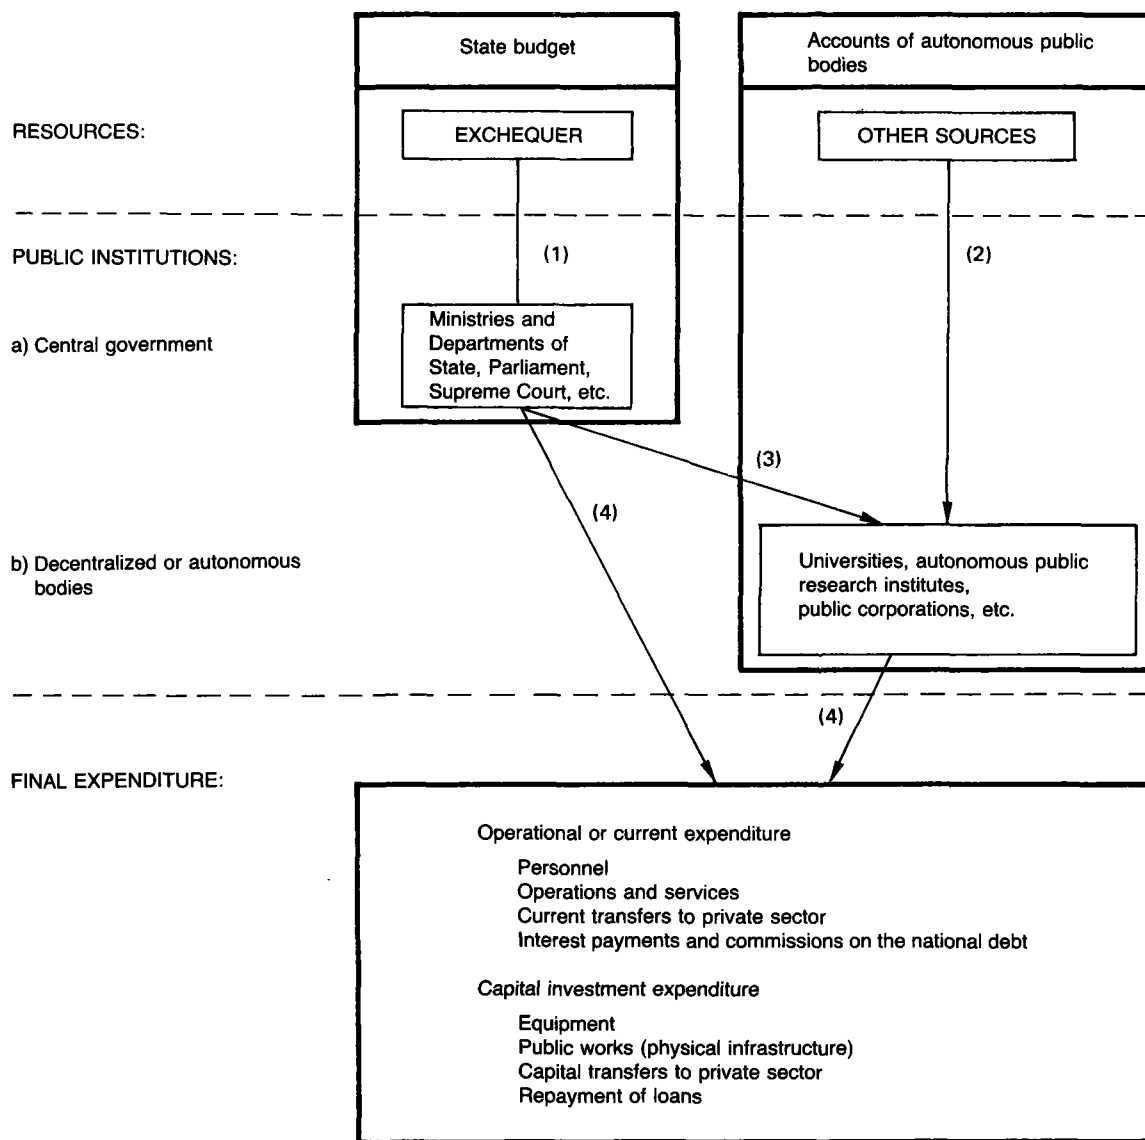 State budget
Accounts of autonomous public
bodies
RESOURCES:
EXCHEQUER
OTHER SOURCES
PUBLIC INSTITUTIONS:
(1)
(2)
a) Central government
Ministries and
Departments of
State, Parliament,
Supreme Court, etc.
(3)
(4)
b) Decentralized or autonomous
bodies
Universities, autonomous public
research institutes,
public corporations, etc.
(4)
FINAL EXPENDITURE:
Operational or current expenditure
Personnel
Operations and services
Current transfers to private sector
Interest payments and commissions on the national debt
Capital investment expenditure
Equipment
Public works (physical infrastructure)
Capital transfers to private sector
Repayment of loans